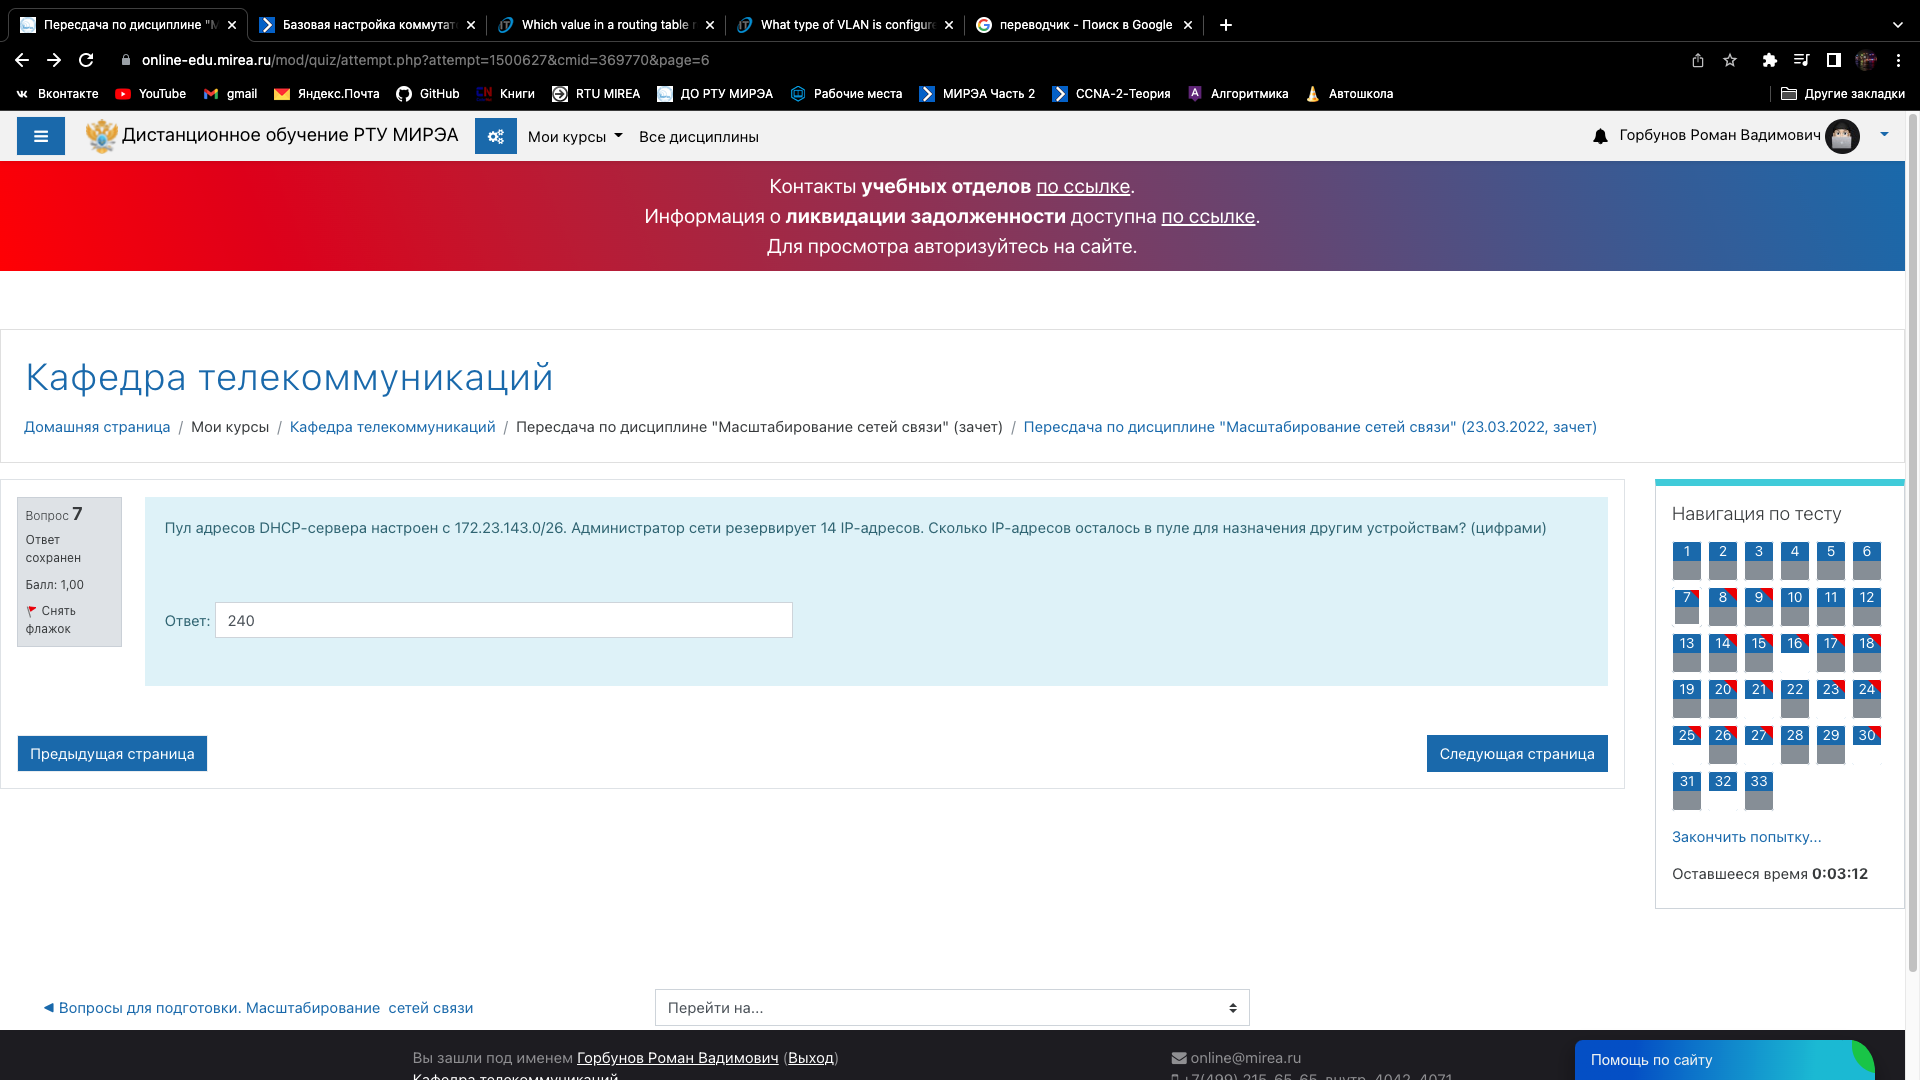 Пересдача по дисциплине "М
Базовая настройка коммутат
Which value in a routing table r
What type of VLAN is configure
переводчик - Поиск в Google
online-edu.mirea.ru/mod/quiz/attempt.php?attempt=1500627&cmid=369770&page=6
Вконтакте
YouTube
gmail
Яндекс.Почта
GitHub
Книги
RTU MIREA
ДО РТУ МИРЭА
Рабочие места
МИРЭА Часть 2
CCNA-2-Теория
Алгоритмика
Автошкола
Другие закладки
Дистанционное обучение РТУ МИРЭА
Мои курсы
Все дисциплины
Горбунов Роман Вадимович
Контакты учебных отделов по ссылке.
Информация о ликвидации задолженности доступна по ссылке.
Для просмотра авторизуйтесь на сайте.
Кафедра телекоммуникаций
Домашняя страница / Мои курсы / Кафедра телекоммуникаций / Пересдача по дисциплине "Масштабирование сетей связи" (зачет) / Пересдача по дисциплине "Масштабирование сетей связи" (23.03.2022, зачет)
Вопрос 7
Ответ
сохранен
Балл: 1,00
Снять
флажок
Пул адресов DHCP-сервера настроен с 172.23.143.0/26. Администратор сети резервирует 14 IP-адресов. Сколько IP-адресов осталось в пуле для назначения другим устройствам? (цифрами)
Ответ: 240
Предыдущая страница
Следующая страница
Навигация по тесту
1 2 3 4 5 6
7 8 9 10 11 12
13 14 15 16 17 18
19 20 21 22 23 24
25 26 27 28 29 30
31 32 33
Закончить попытку...
Оставшееся время 0:03:12
◄ Вопросы для подготовки. Масштабирование сетей связи
Перейти на...
Вы зашли под именем Горбунов Роман Вадимович (Выход)
Кафедра телекоммуникаций
online@mirea.ru
+7(499) 215-65-65, внутр. 4042, 4071
Помощь по сайту